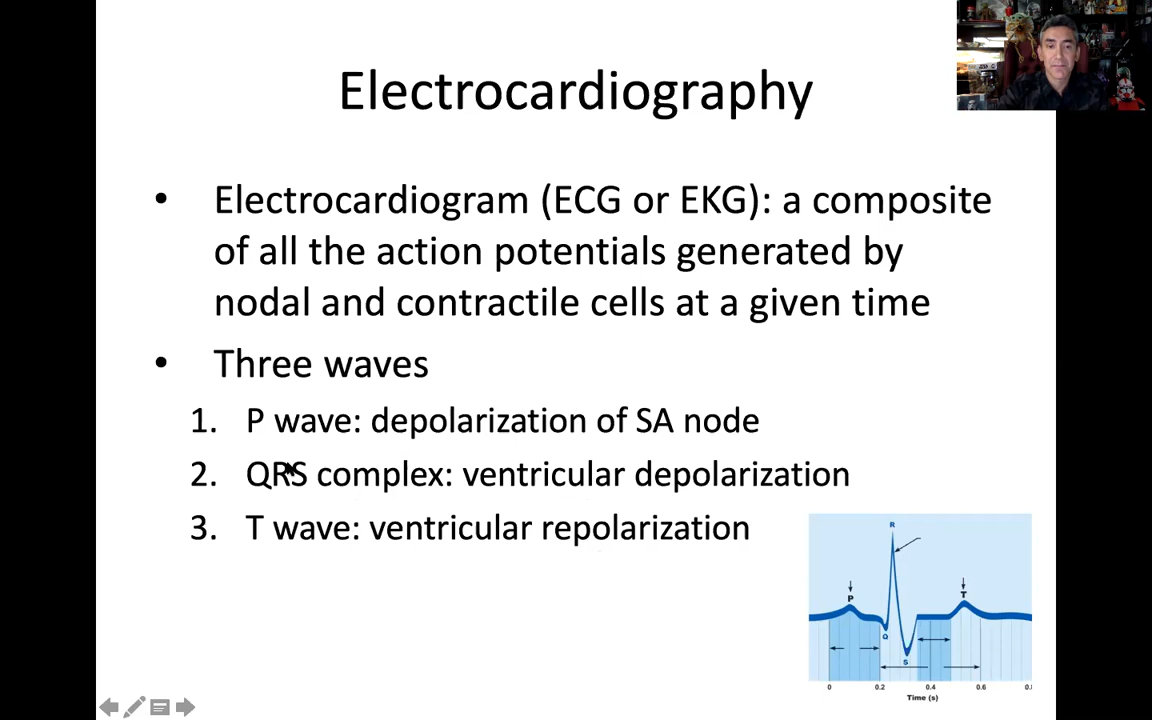 Electrocardiography
• Electrocardiogram (ECG or EKG): a composite
of all the action potentials generated by
nodal and contractile cells at a given time
• Three waves
1. P wave: depolarization of SA node
2. QRS complex: ventricular depolarization
3. T wave: ventricular repolarization
R
P
T
Q
S
0 0.2 0.4 0.6 0.
Time (s)